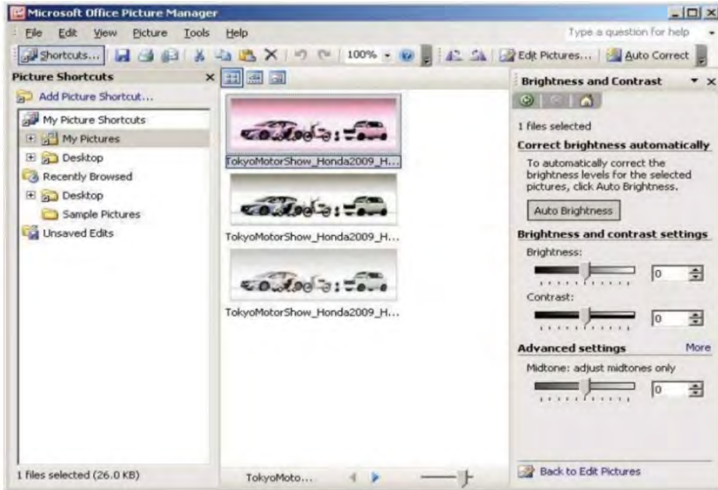 Microsoft Office Picture Manager
File Edit View Picture Tools Help Type a question for help
Shortcuts... 100% Edit Pictures... Auto Correct
Picture Shortcuts
Add Picture Shortcut...
My Picture Shortcuts
My Pictures
Desktop
Recently Browsed
Desktop
Sample Pictures
Unsaved Edits
TokyoMotorShow_Honda2009_H...
TokyoMotorShow_Honda2009_H...
TokyoMotorShow_Honda2009_H...
Brightness and Contrast
1 files selected
Correct brightness automatically
To automatically correct the
brightness levels for the selected
pictures, click Auto Brightness.
Auto Brightness
Brightness and contrast settings
Brightness:
0
Contrast:
0
Advanced settings More
Midtone: adjust midtones only
0
Back to Edit Pictures
1 files selected (26.0 KB)
TokyoMoto...